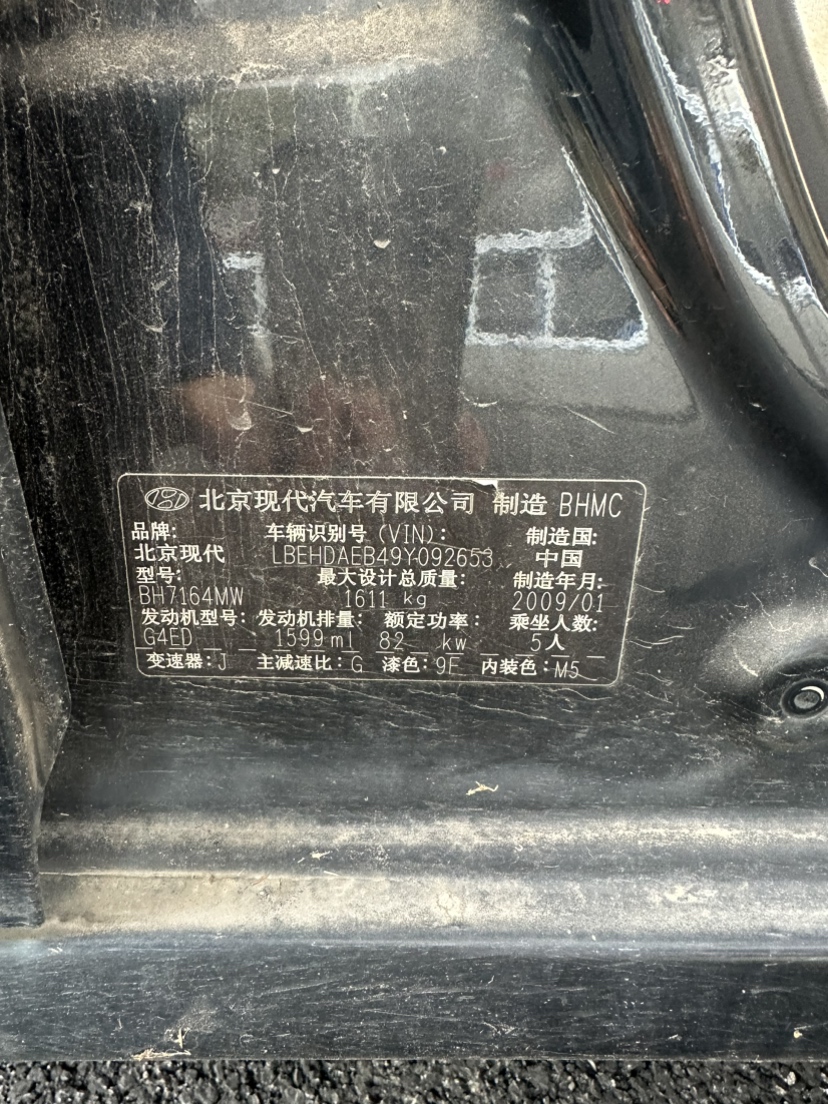 北京现代汽车有限公司 制造 BHMC
品牌: 车辆识别号 (VIN): 制造国:
北京现代 LBEHDAEB49Y092653 中国
型号: 最大设计总质量: 制造年月:
BH7164MW 1611 kg 2009/01
发动机型号: 发动机排量: 额定功率: 乘坐人数:
G4ED 1599 ml 82 kw 5人
变速器: J 主减速比: G 漆色: 9F 内装色: M5